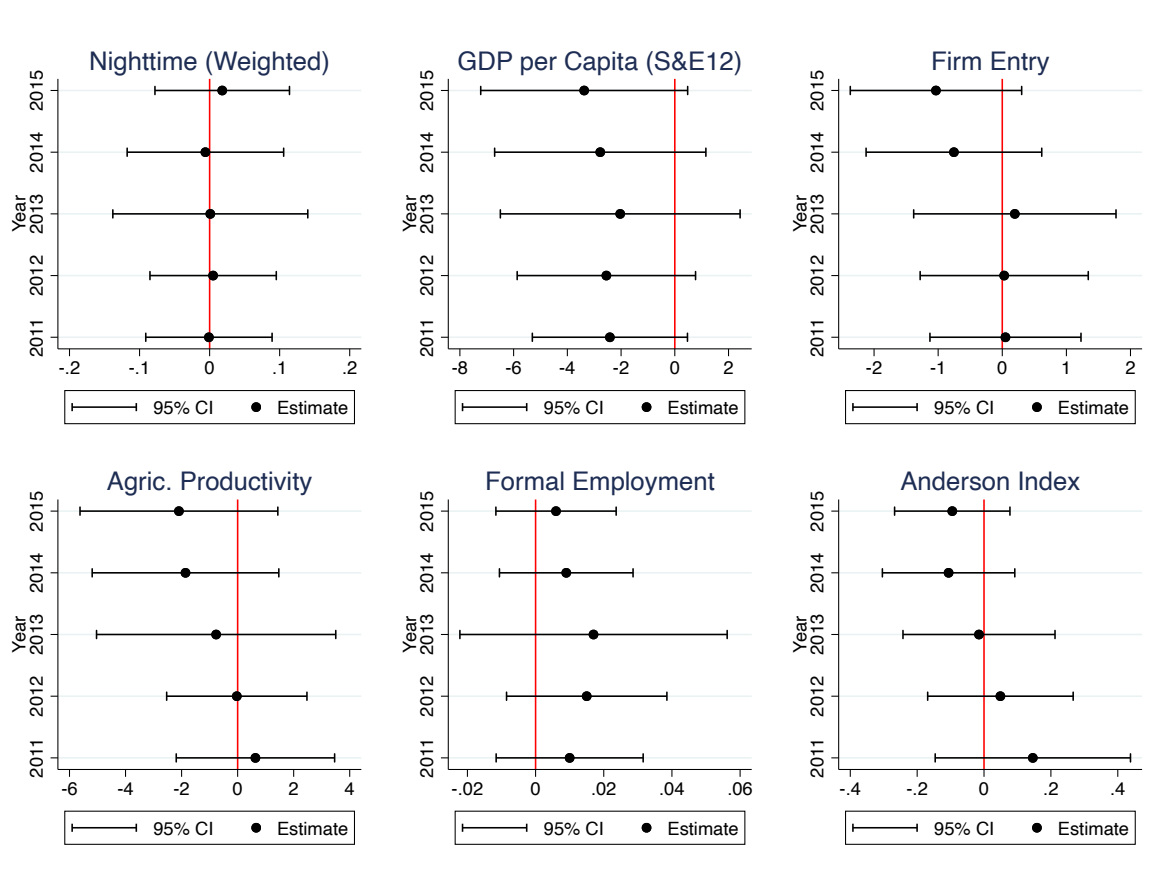 Nighttime (Weighted)
Year
2015
2014
2013
2012
2011
-.2 -.1 0 .1 .2
95% CI Estimate
GDP per Capita (S&E12)
Year
2015
2014
2013
2012
2011
-8 -6 -4 -2 0 2
95% CI Estimate
Firm Entry
Year
2015
2014
2013
2012
2011
-2 -1 0 1 2
95% CI Estimate
Agric. Productivity
Year
2015
2014
2013
2012
2011
-6 -4 -2 0 2 4
95% CI Estimate
Formal Employment
Year
2015
2014
2013
2012
2011
-.02 0 .02 .04 .06
95% CI Estimate
Anderson Index
Year
2015
2014
2013
2012
2011
-.4 -.2 0 .2 .4
95% CI Estimate